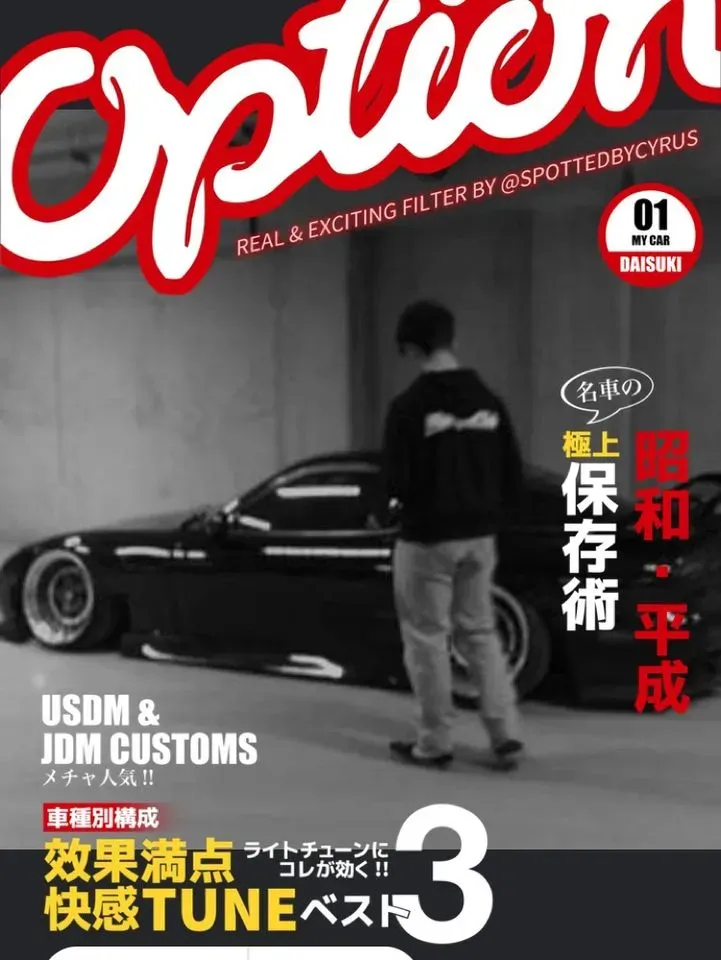 Option
REAL & EXCITING FILTER BY @SPOTTEDBYCYRUS
01
MY CAR
DAISUKI
名車の
昭和・平成
極上
保存術
USDM &
JDM CUSTOMS
メチャ人気!!
車種別構成
効果満点
ライトチューンに
コレが効く!!
快感TUNEベスト3